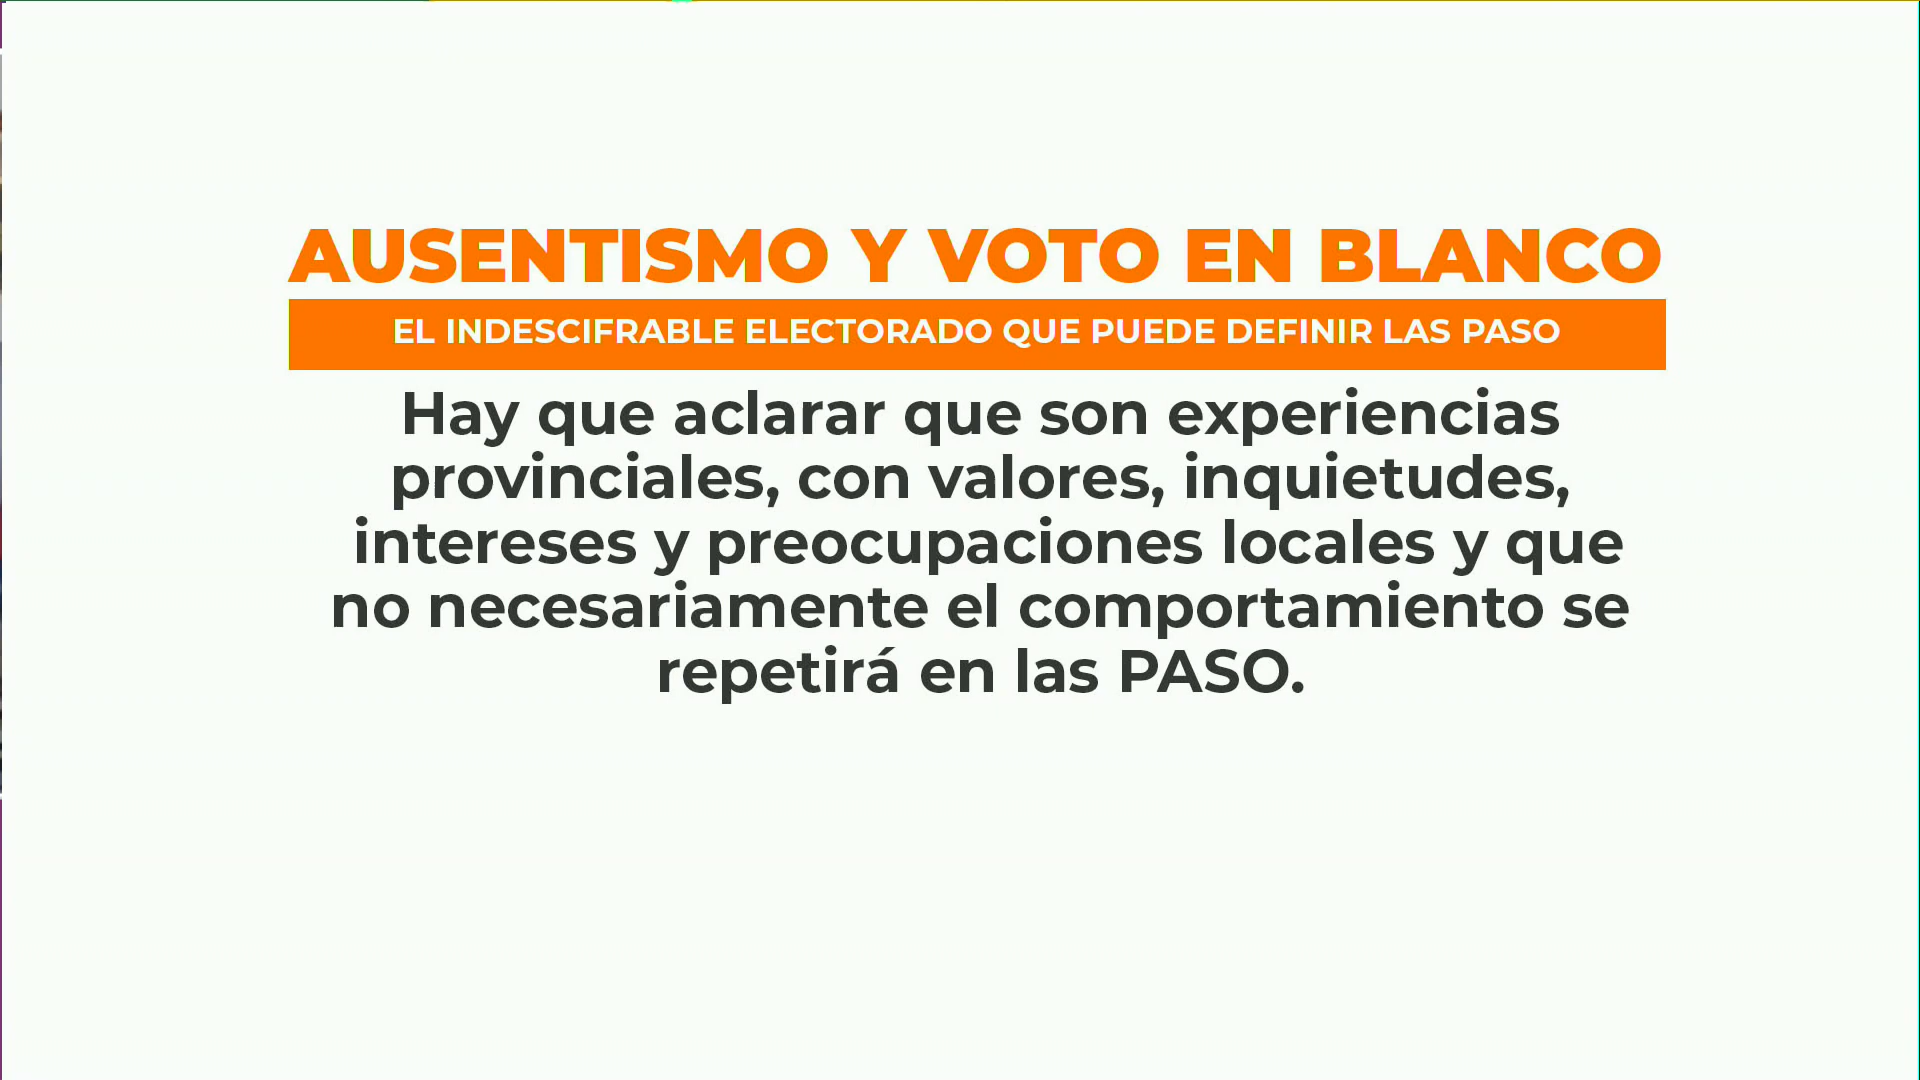 AUSENTISMO Y VOTO EN BLANCO
EL INDESCIFRABLE ELECTORADO QUE PUEDE DEFINIR LAS PASO
Hay que aclarar que son experiencias
provinciales, con valores, inquietudes,
intereses y preocupaciones locales y que
no necesariamente el comportamiento se
repetirá en las PASO.